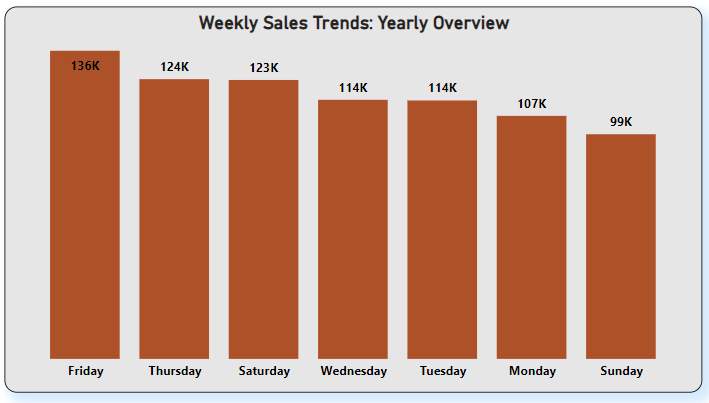 Weekly Sales Trends: Yearly Overview
136K 124K 123K 114K 114K 107K 99K
Friday Thursday Saturday Wednesday Tuesday Monday Sunday